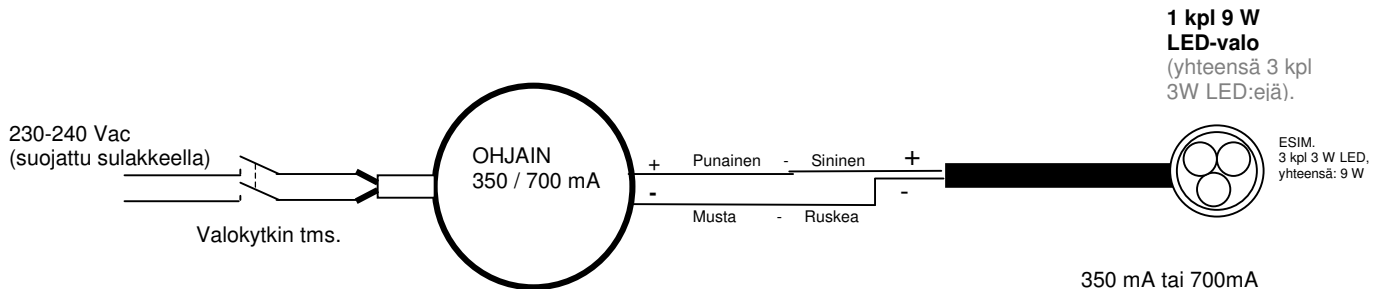 1 kpl 9 W
LED-valo
(yhteensä 3 kpl
3W LED:ejä).
230-240 Vac
(suojattu sulakkeella)
OHJAIN
350 / 700 mA
+ Punainen - Sininen +
- -
Musta - Ruskea
ESIM.
3 kpl 3 W LED,
yhteensä: 9 W
Valokytkin tms.
350 mA tai 700mA